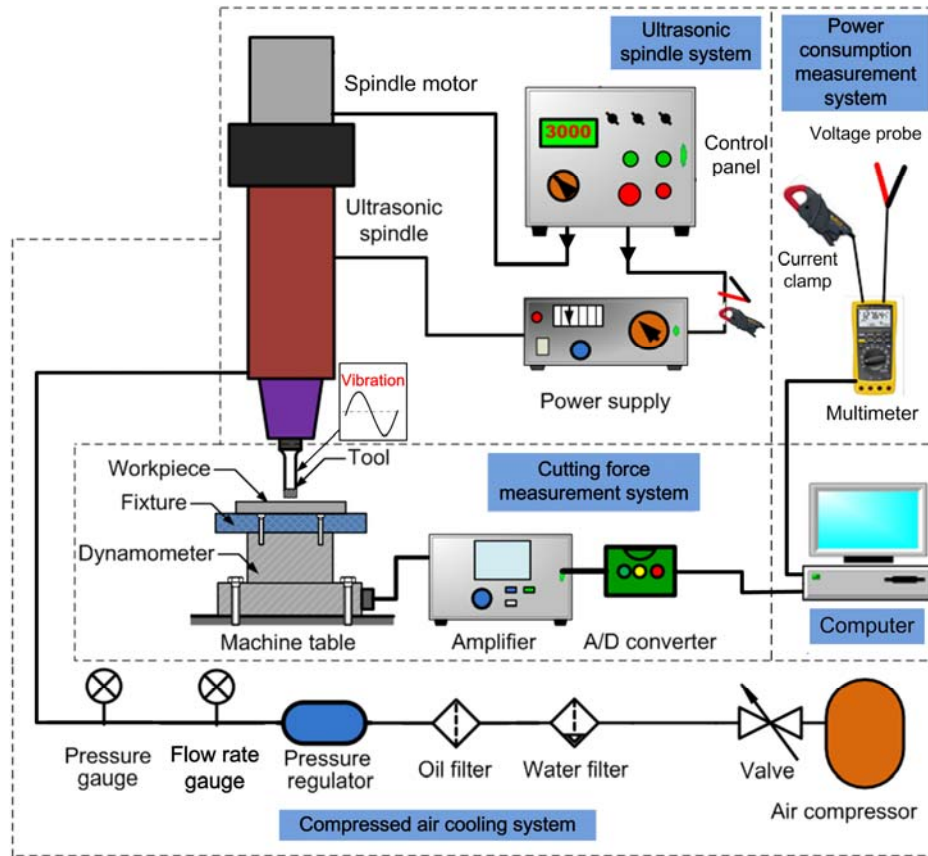 Ultrasonic
spindle system
Power
consumption
measurement
system
Spindle motor
3000
Control
panel
Voltage probe
Ultrasonic
spindle
Current
clamp
Vibration
Power supply
Multimeter
Workpiece
Tool
Fixture
Dynamometer
Cutting force
measurement system
Machine table
Amplifier
A/D converter
Computer
Pressure
gauge
Flow rate
gauge
Pressure
regulator
Oil filter
Water filter
Valve
Air compressor
Compressed air cooling system